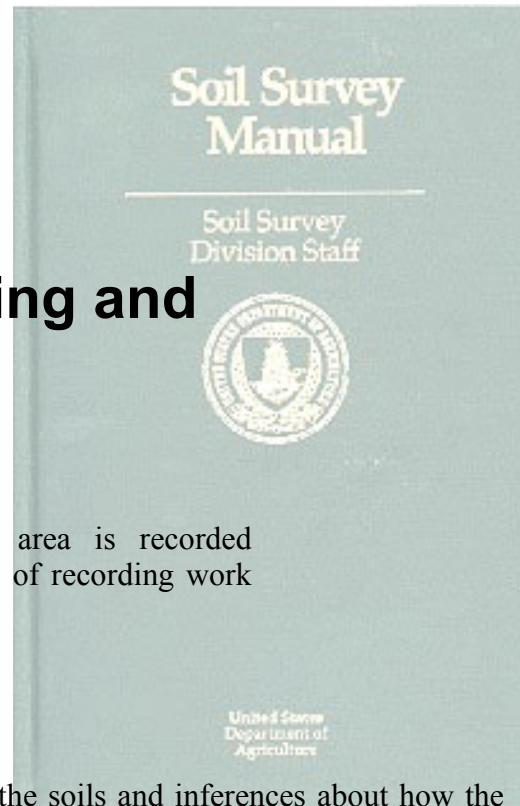 Soil Survey
Manual
Soil Survey
Division Staff
ing and
area is recorded
of recording work
United States
Department of
Agriculture
the soils and inferences about how the